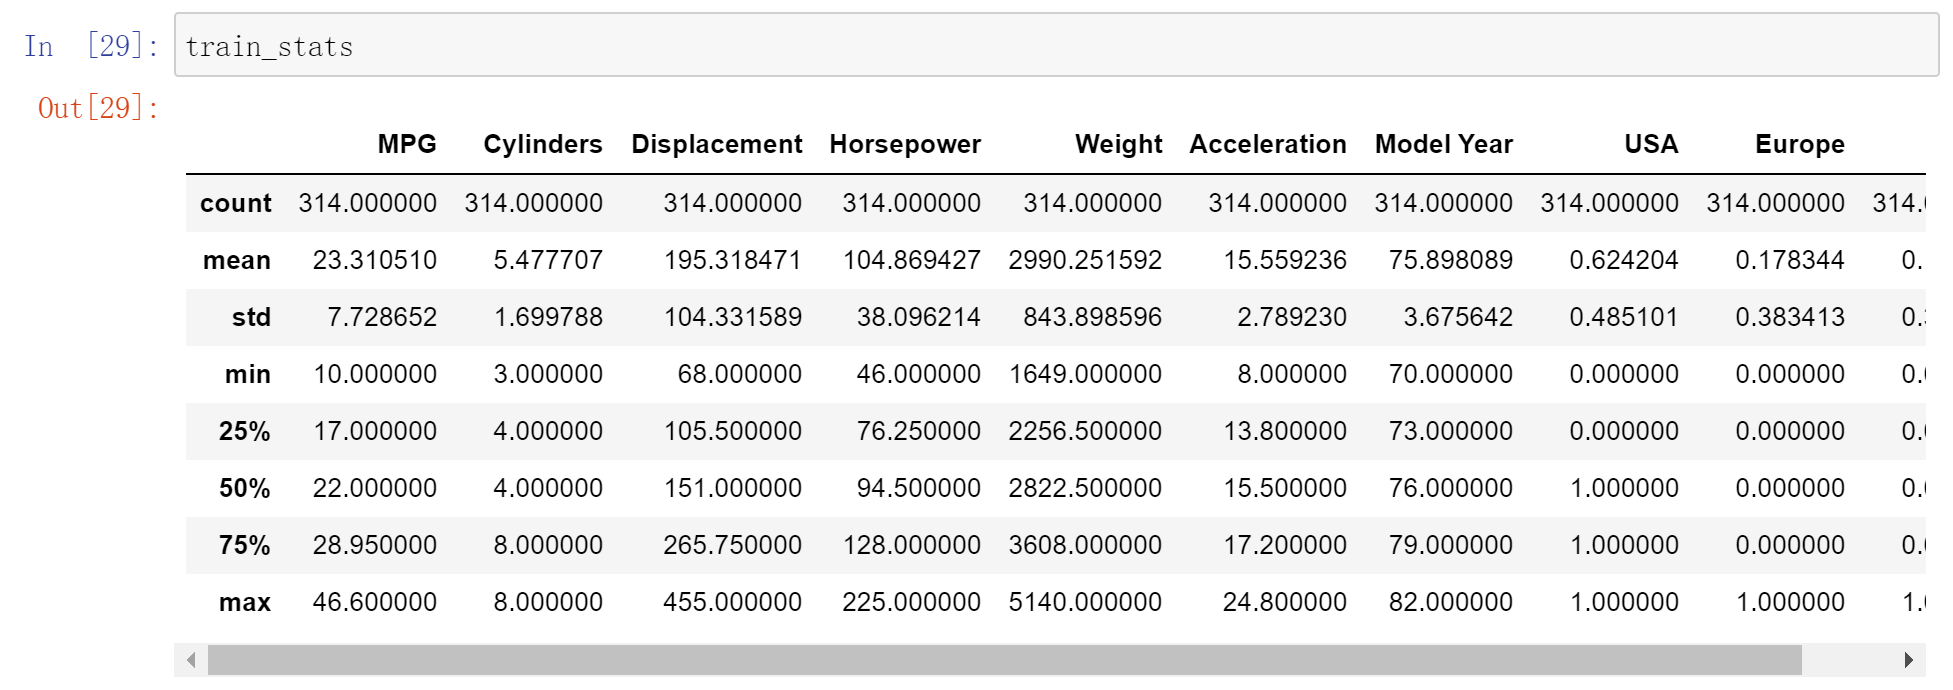 In [29]: train_stats
Out[29]:
MPG Cylinders Displacement Horsepower Weight Acceleration Model Year USA Europe
count 314.000000 314.000000 314.000000 314.000000 314.000000 314.000000 314.000000 314.000000 314.000000 314.
mean 23.310510 5.477707 195.318471 104.869427 2990.251592 15.559236 75.898089 0.624204 0.178344 0.
std 7.728652 1.699788 104.331589 38.096214 843.898596 2.789230 3.675642 0.485101 0.383413 0.
min 10.000000 3.000000 68.000000 46.000000 1649.000000 8.000000 70.000000 0.000000 0.000000 0.
25% 17.000000 4.000000 105.500000 76.250000 2256.500000 13.800000 73.000000 0.000000 0.000000 0.
50% 22.000000 4.000000 151.000000 94.500000 2822.500000 15.500000 76.000000 1.000000 0.000000 0.
75% 28.950000 8.000000 265.750000 128.000000 3608.000000 17.200000 79.000000 1.000000 0.000000 0.
max 46.600000 8.000000 455.000000 225.000000 5140.000000 24.800000 82.000000 1.000000 1.000000 1.